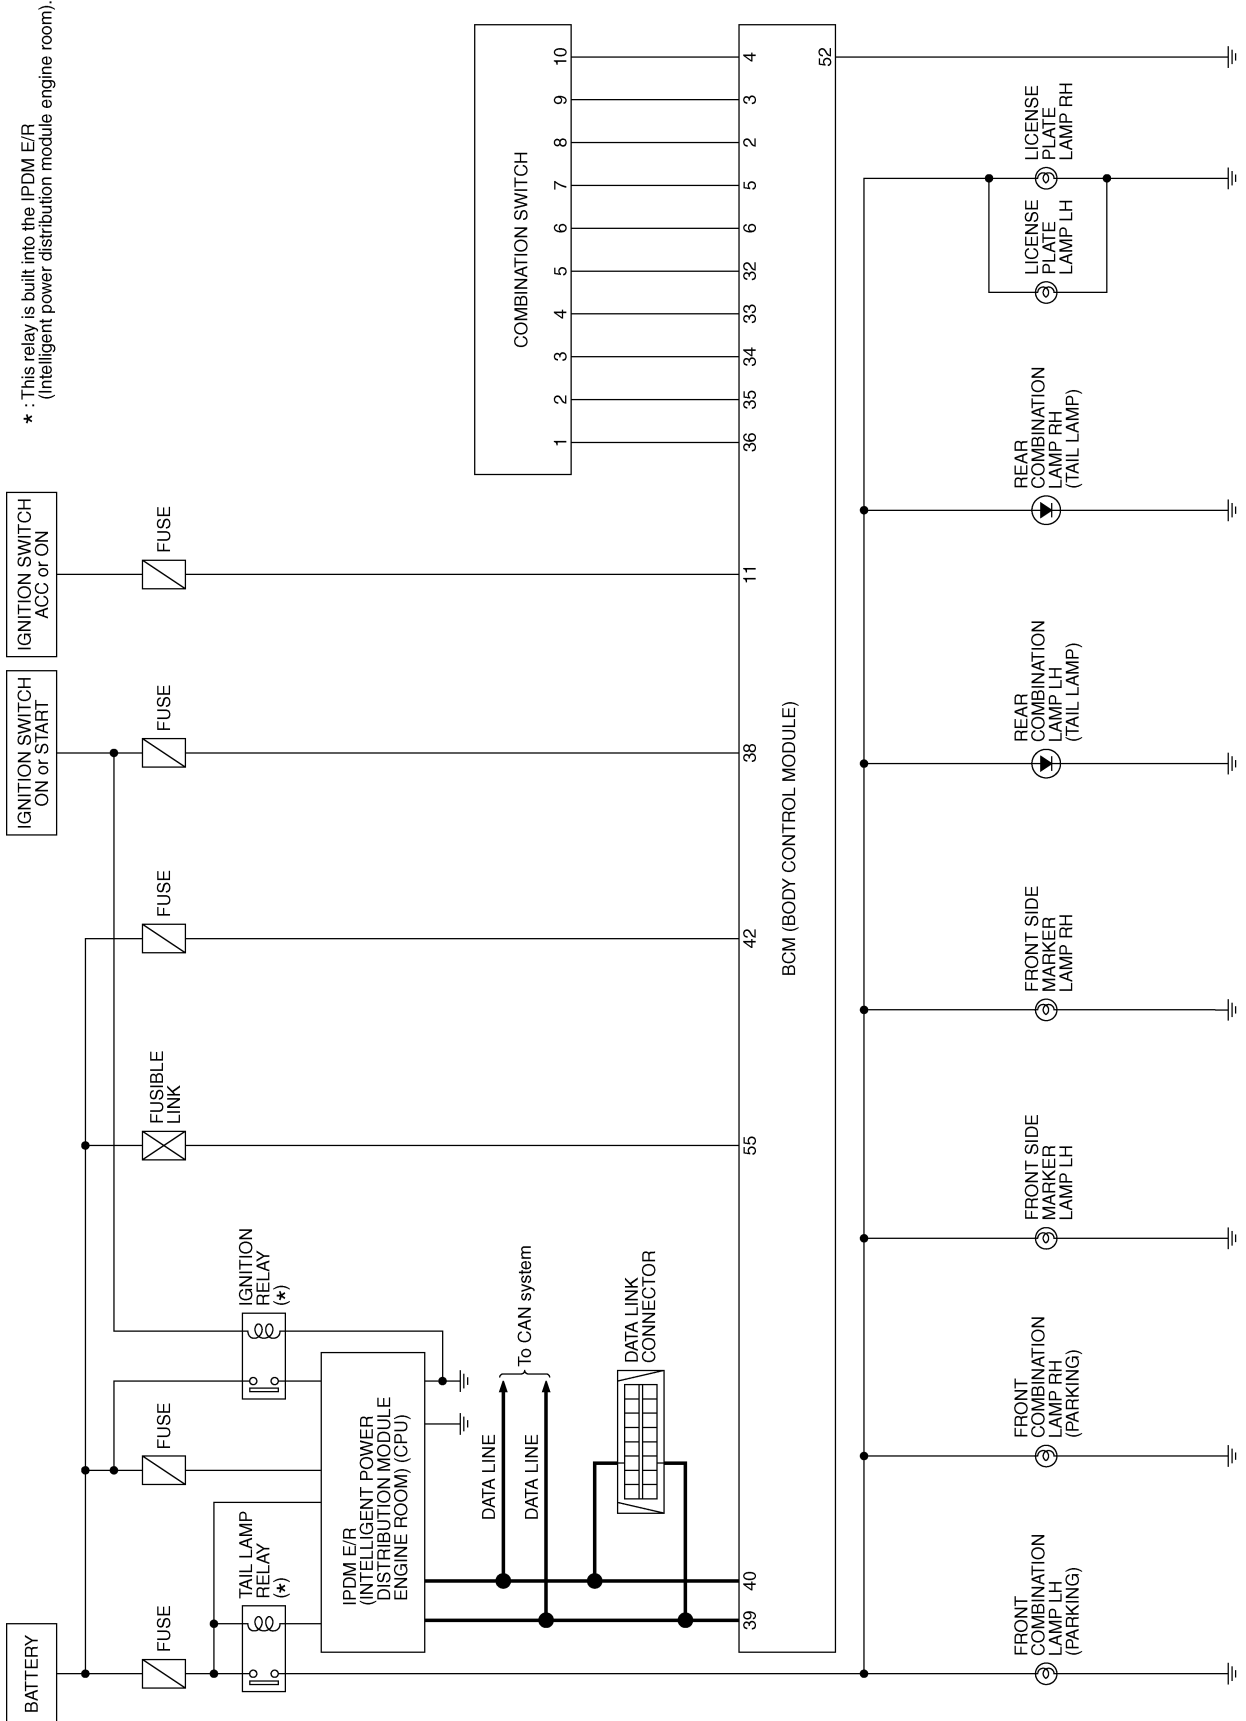 BATTERY
IGNITION SWITCH
ON or START
IGNITION SWITCH
ACC or ON
* : This relay is built into the IPDM E/R
(Intelligent power distribution module engine room).
FUSE
FUSE
FUSIBLE
LINK
FUSE
FUSE
FUSE
TAIL LAMP
RELAY
(*)
IGNITION
RELAY
(*)
IPDM E/R
(INTELLIGENT POWER
DISTRIBUTION MODULE
ENGINE ROOM) (CPU)
DATA LINE
DATA LINE
To CAN system
DATA LINK
CONNECTOR
COMBINATION SWITCH
1 2 3 4 5 6 7 8 9 10
39 40 55 42 38 11 36 35 34 33 32 6 5 2 3 4
BCM (BODY CONTROL MODULE)
52
FRONT
COMBINATION
LAMP LH
(PARKING)
FRONT
COMBINATION
LAMP RH
(PARKING)
FRONT SIDE
MARKER
LAMP LH
FRONT SIDE
MARKER
LAMP RH
REAR
COMBINATION
LAMP LH
(TAIL LAMP)
REAR
COMBINATION
LAMP RH
(TAIL LAMP)
LICENSE
PLATE
LAMP LH
LICENSE
PLATE
LAMP RH